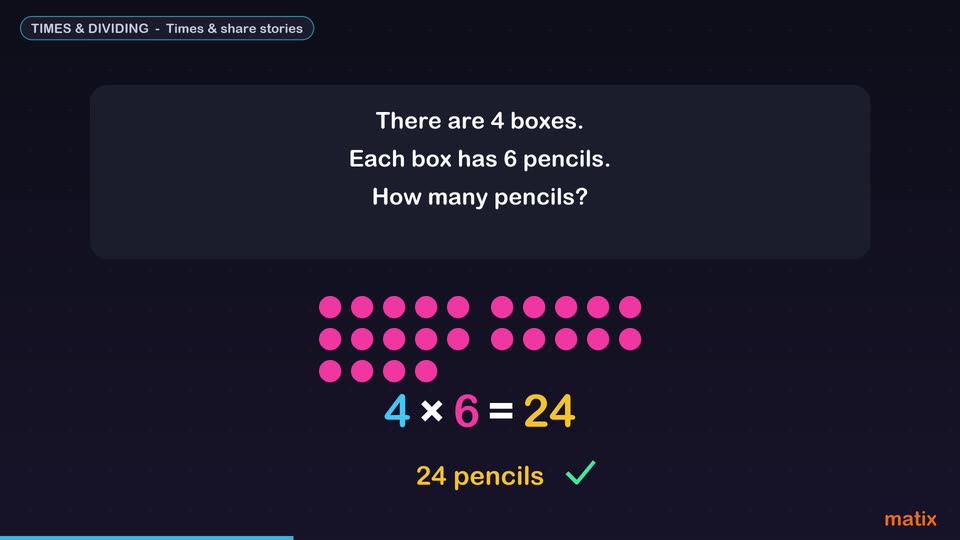 TIMES & DIVIDING - Times & share stories
There are 4 boxes.
Each box has 6 pencils.
How many pencils?
4 × 6 = 24
24 pencils ✓
matix